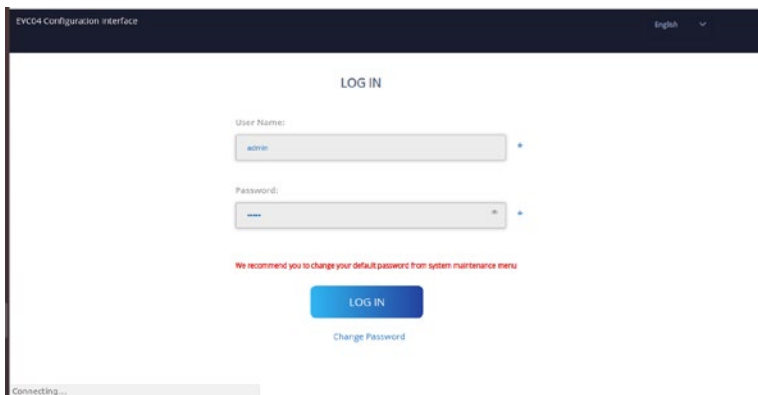 EVC04 Configuration Interface
English
LOG IN
User Name:
admin
*
Password:
•••••
*
We recommend you to change your default password from system maintenance menu
LOG IN
Change Password
Connecting...